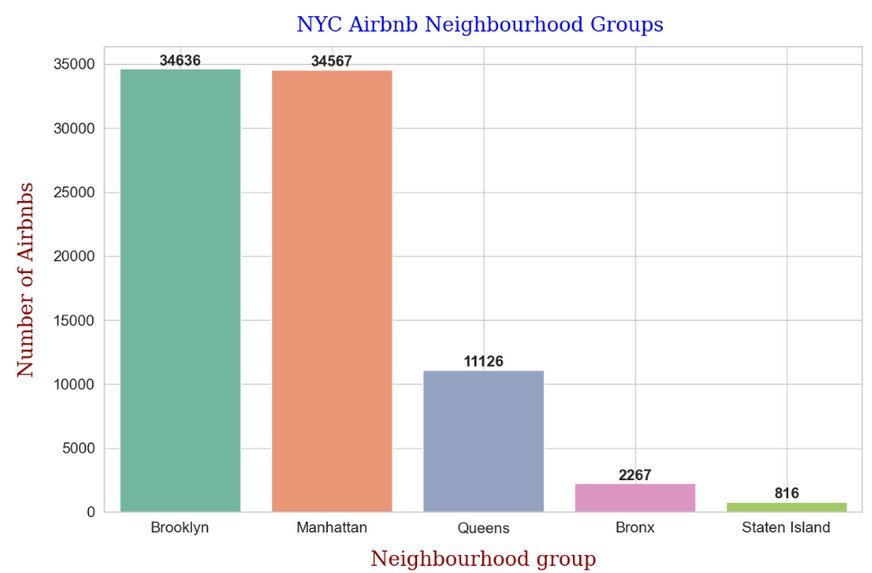 NYC Airbnb Neighbourhood Groups
Number of Airbnbs
35000
30000
25000
20000
15000
10000
5000
0
34636
34567
11126
2267
816
Brooklyn
Manhattan
Queens
Bronx
Staten Island
Neighbourhood group